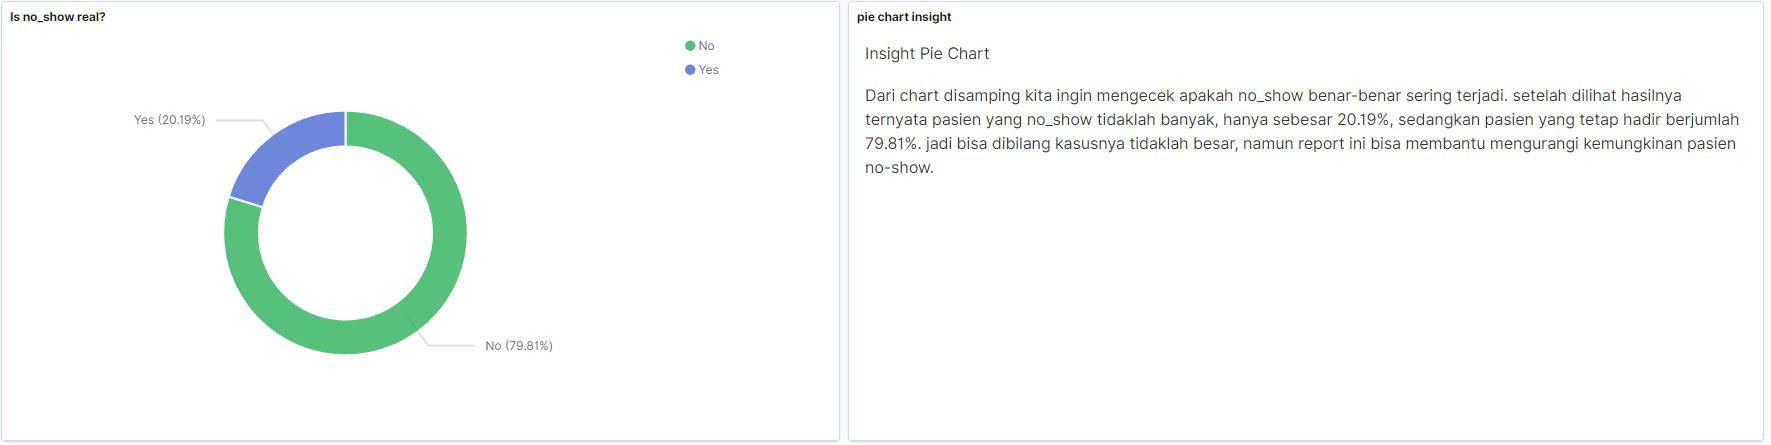 Is no_show real?
No
Yes
Yes (20.19%)
No (79.81%)
pie chart insight
Insight Pie Chart
Dari chart disamping kita ingin mengecek apakah no_show benar-benar sering terjadi. setelah dilihat hasilnya
ternyata pasien yang no_show tidaklah banyak, hanya sebesar 20.19%, sedangkan pasien yang tetap hadir berjumlah
79.81%. jadi bisa dibilang kasusnya tidaklah besar, namun report ini bisa membantu mengurangi kemungkinan pasien
no-show.